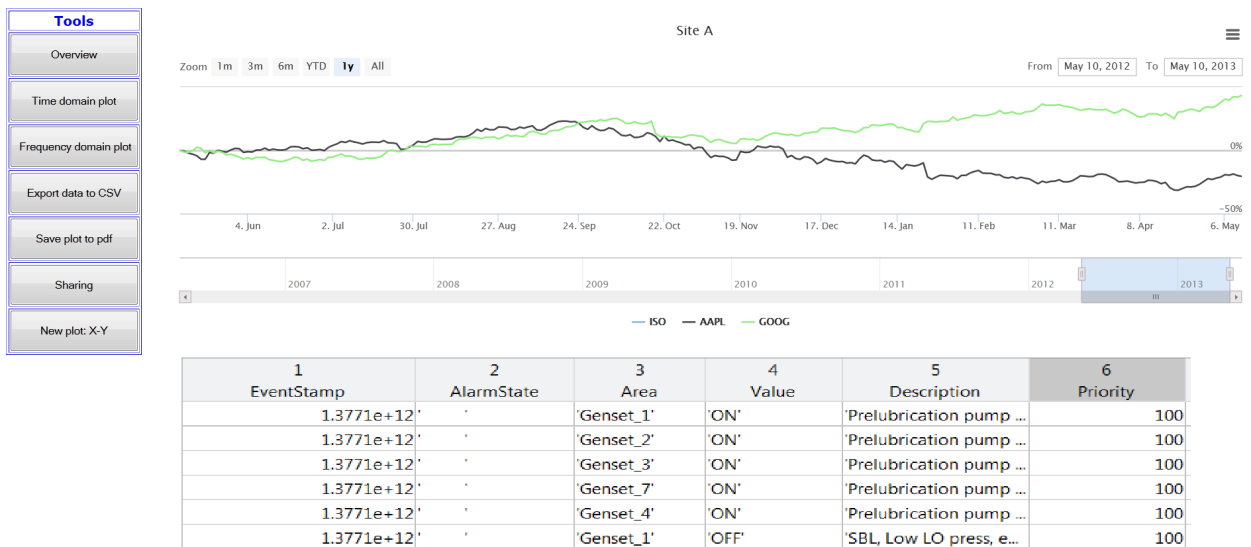 Tools
Overview
Time domain plot
Frequency domain plot
Export data to CSV
Save plot to pdf
Sharing
New plot: X-Y
Site A
Zoom 1m 3m 6m YTD 1y All
From May 10, 2012 To May 10, 2013
0%
-50%
4. Jun 2. Jul 30. Jul 27. Aug 24. Sep 22. Oct 19. Nov 17. Dec 14. Jan 11. Feb 11. Mar 8. Apr 6. May
2007 2008 2009 2010 2011 2012 2013
ISO AAPL GOOG
1 2 3 4 5 6
EventStamp AlarmState Area Value Description Priority
1.3771e+12 ' ' 'Genset_1' 'ON' 'Prelubrication pump ... 100
1.3771e+12 ' ' 'Genset_2' 'ON' 'Prelubrication pump ... 100
1.3771e+12 ' ' 'Genset_3' 'ON' 'Prelubrication pump ... 100
1.3771e+12 ' ' 'Genset_7' 'ON' 'Prelubrication pump ... 100
1.3771e+12 ' ' 'Genset_4' 'ON' 'Prelubrication pump ... 100
1.3771e+12 ' ' 'Genset_1' 'OFF' 'SBL, Low LO press, e... 100